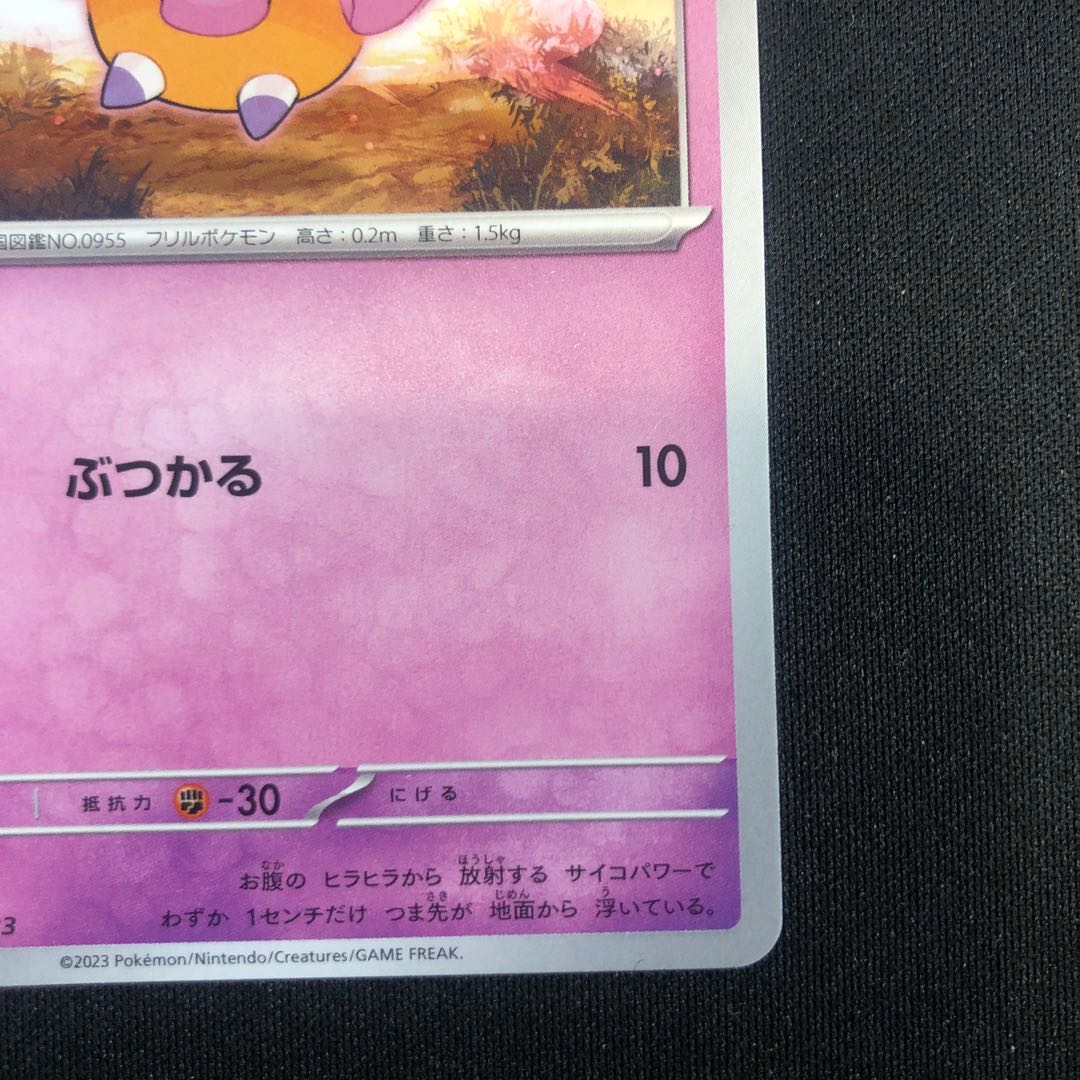 国図鑑NO.0955 フリルポケモン 高さ：0.2m 重さ：1.5kg
ぶつかる 10
抵抗力 -30 にげる
お腹の ヒラヒラから 放射する サイコパワーで
わずか 1センチだけ つま先が 地面から 浮いている。
3
©2023 Pokémon/Nintendo/Creatures/GAME FREAK.